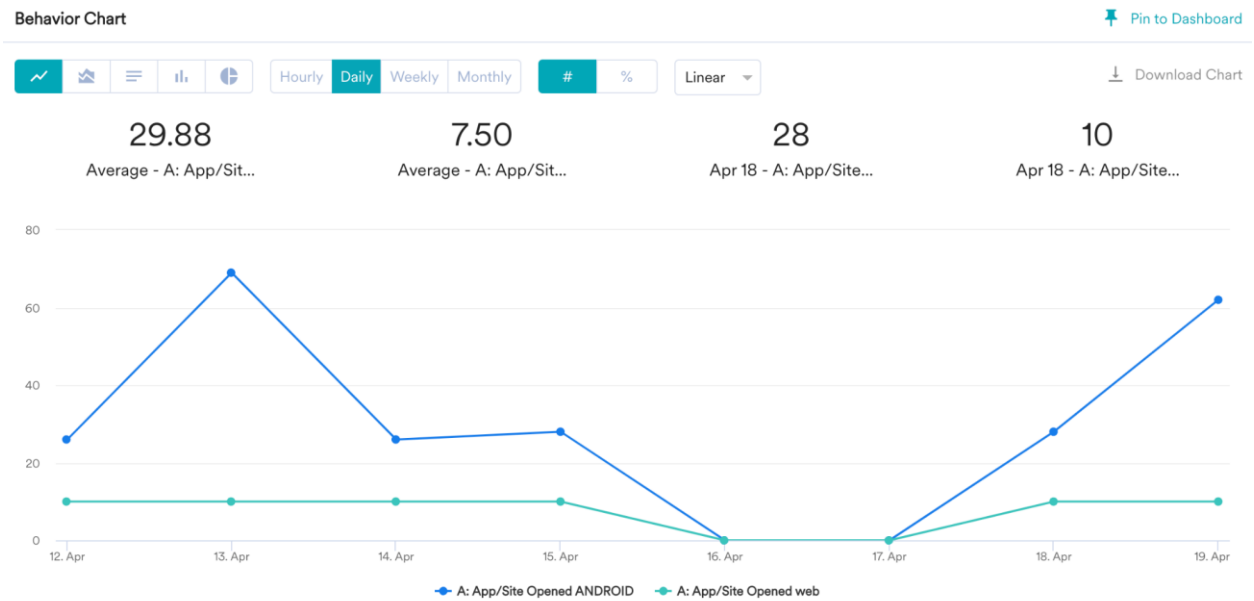 Behavior Chart
Pin to Dashboard
Hourly Daily Weekly Monthly # % Linear
Download Chart
29.88 7.50 28 10
Average - A: App/Sit... Average - A: App/Sit... Apr 18 - A: App/Site... Apr 18 - A: App/Site...
80
60
40
20
0
12. Apr 13. Apr 14. Apr 15. Apr 16. Apr 17. Apr 18. Apr 19. Apr
A: App/Site Opened ANDROID A: App/Site Opened web